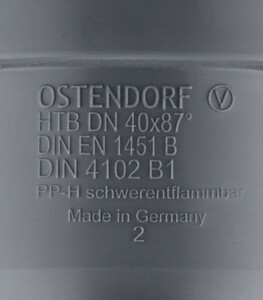 OSTENDORF V
HTB DN 40x87°
DIN EN 1451 B
DIN 4102 B1
PP-H schwerentflammbar
Made in Germany
2